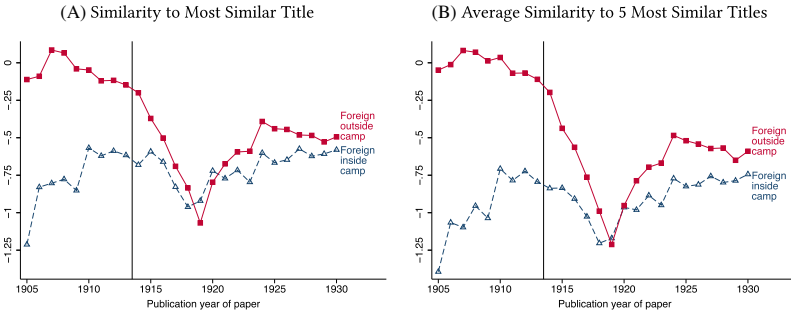 (A) Similarity to Most Similar Title
0
−.25
−.5
−.75
−1
−1.25
1905 1910 1915 1920 1925 1930
Publication year of paper
Foreign
outside
camp
Foreign
inside
camp
(B) Average Similarity to 5 Most Similar Titles
0
−.25
−.5
−.75
−1
−1.25
1905 1910 1915 1920 1925 1930
Publication year of paper
Foreign
outside
camp
Foreign
inside
camp